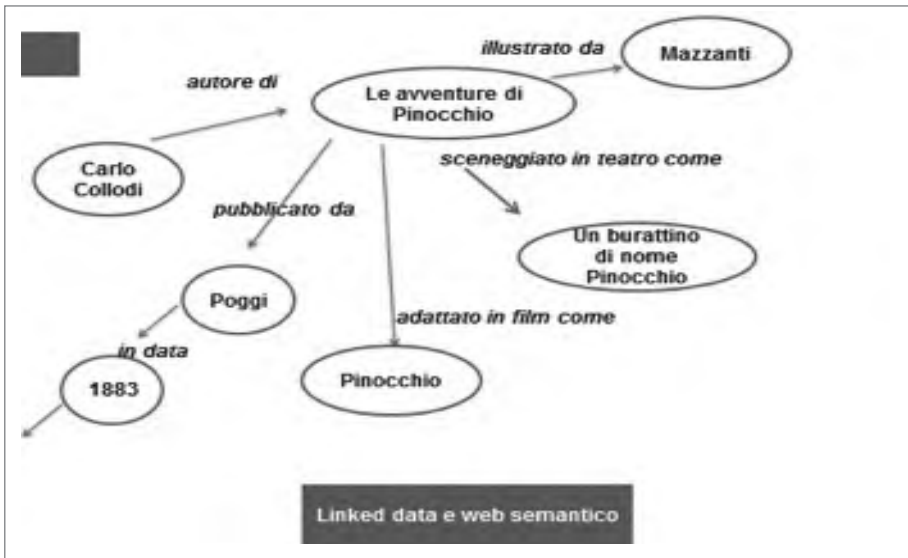 illustrato da
Mazzanti
autore di
Le avventure di
Pinocchio
Carlo
Collodi
sceneggiato in teatro come
pubblicato da
Un burattino
di nome
Pinocchio
Poggi
adattato in film come
in data
1883
Pinocchio
Linked data e web semantico